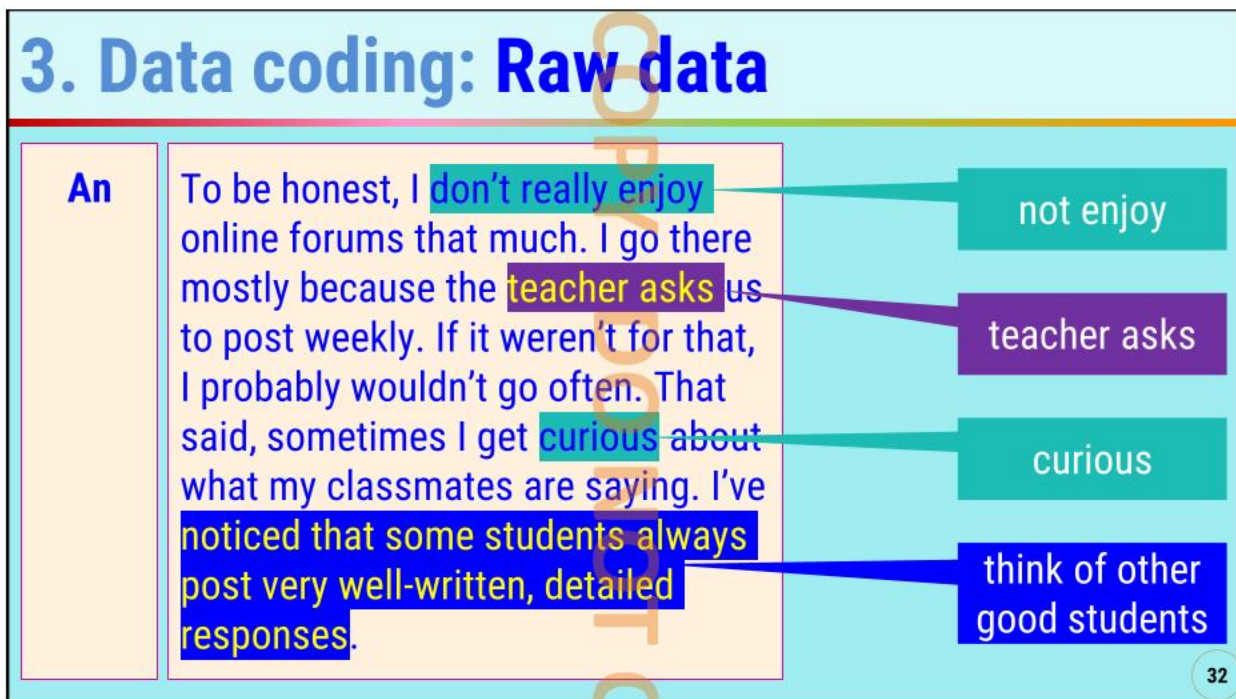 3. Data coding: Raw data
An
To be honest, I don't really enjoy
online forums that much. I go there
mostly because the teacher asks us
to post weekly. If it weren't for that,
I probably wouldn't go often. That
said, sometimes I get curious about
what my classmates are saying. I've
noticed that some students always
post very well-written, detailed
responses.
not enjoy
teacher asks
curious
think of other
good students
32